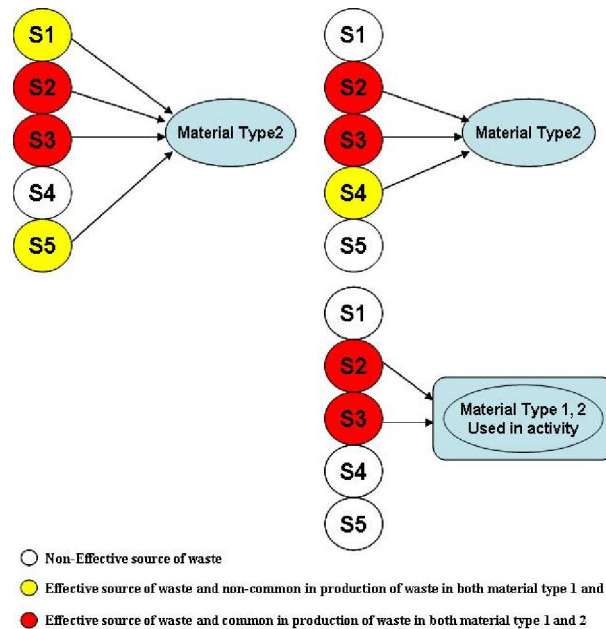 S1
S2
S3
S4
S5
Material Type2
S1
S2
S3
S4
S5
Material Type2
S1
S2
S3
S4
S5
Material Type 1, 2
Used in activity
Non-Effective source of waste
Effective source of waste and non-common in production of waste in both material type 1 and
Effective source of waste and common in production of waste in both material type 1 and 2